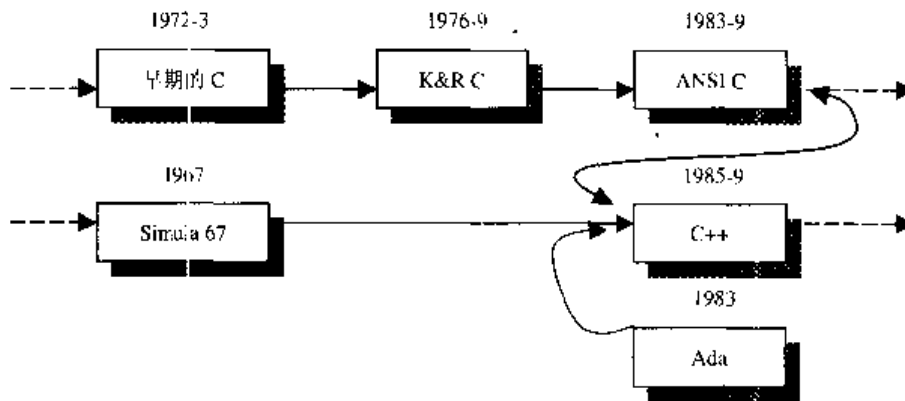 1972-3
1976-9
1983-9
早期的 C
K&R C
ANSI C
1967
1985-9
Simula 67
C++
1983
Ada